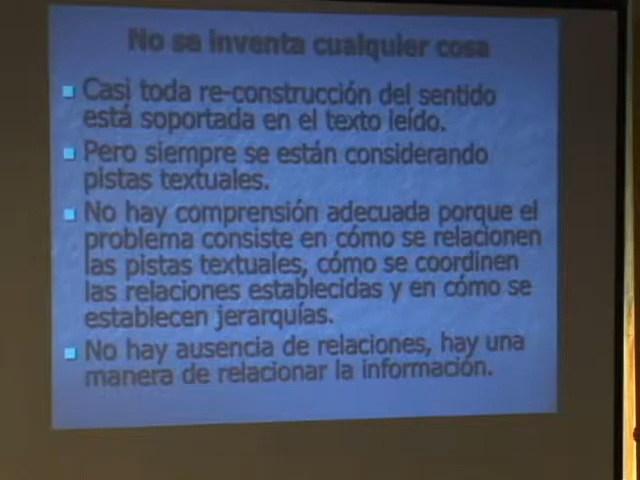 No se inventa cualquier cosa
Casi toda re-construcción del sentido
está soportada en el texto leído.
Pero siempre se están considerando
pistas textuales.
No hay comprensión adecuada porque el
problema consiste en cómo se relacionen
las pistas textuales, cómo se coordinen
las relaciones establecidas y en cómo se
establecen jerarquías.
No hay ausencia de relaciones, hay una
manera de relacionar la información.